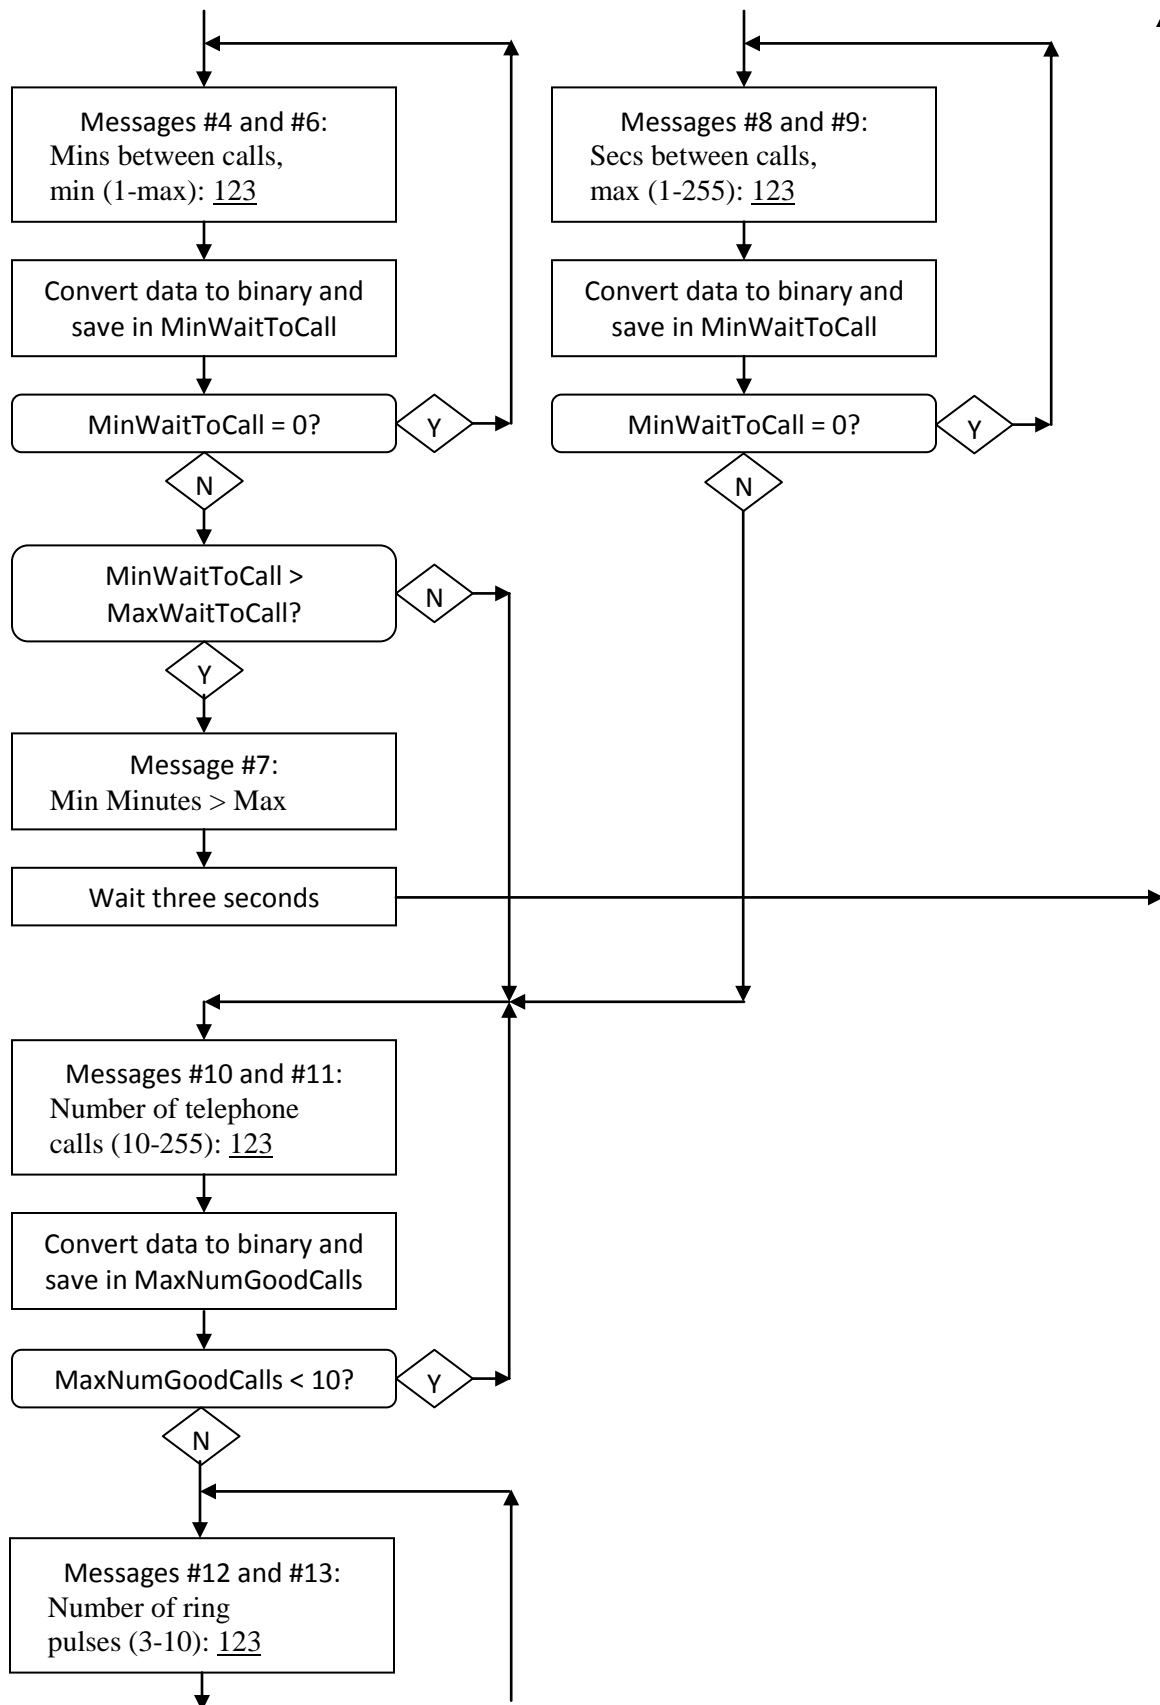 Messages #4 and #6:
Mins between calls,
min (1-max): 123
Convert data to binary and
save in MinWaitToCall
MinWaitToCall = 0?
Y
N
MinWaitToCall >
MaxWaitToCall?
N
Y
Message #7:
Min Minutes > Max
Wait three seconds
Messages #8 and #9:
Secs between calls,
max (1-255): 123
Convert data to binary and
save in MinWaitToCall
MinWaitToCall = 0?
Y
N
Messages #10 and #11:
Number of telephone
calls (10-255): 123
Convert data to binary and
save in MaxNumGoodCalls
MaxNumGoodCalls < 10?
Y
N
Messages #12 and #13:
Number of ring
pulses (3-10): 123